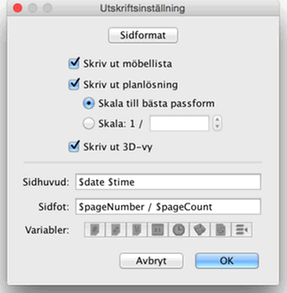 Utskriftsinställning
Sidformat
Skriv ut möbellista
Skriv ut planlösning
Skala till bästa passform
Skala: 1 /
Skriv ut 3D-vy
Sidhuvud: $date $time
Sidfot: $pageNumber / $pageCount
Variabler:
Avbryt OK